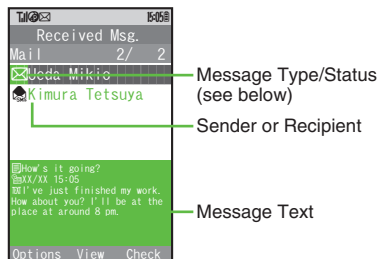 15:05
Received Msg.
Mail 2/ 2
Ueda Mikio
Kimura Tetsuya
How's it going?
XX/XX 15:05
I've just finished my work.
How about you? I'll be at the
place at around 8 pm.
Options View Check
Message Type/Status
(see below)
Sender or Recipient
Message Text